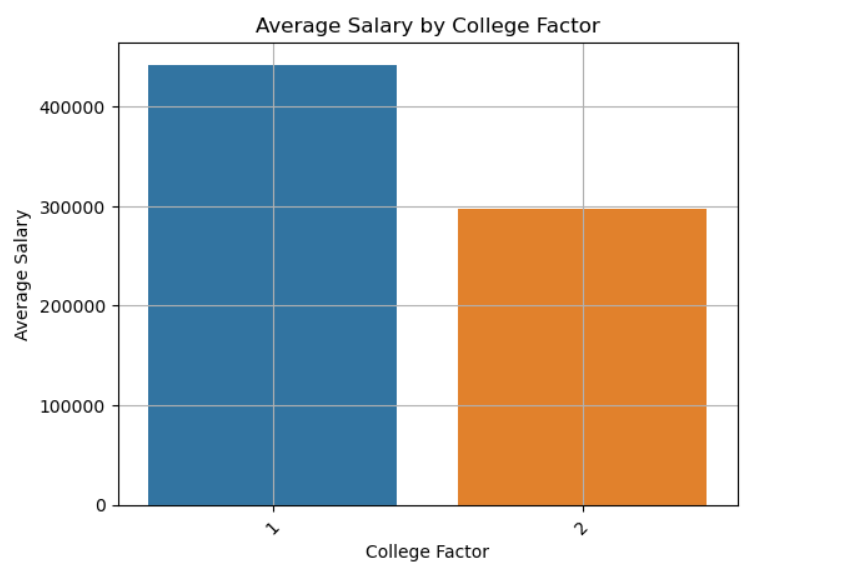 Average Salary by College Factor
400000
300000
200000
100000
0
Average Salary
1
2
College Factor